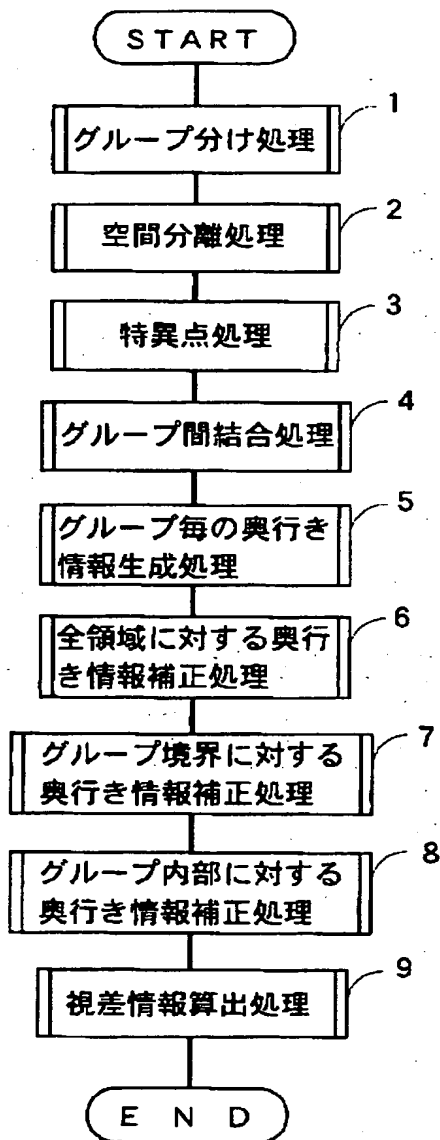 START
1
グループ分け処理
2
空間分離処理
3
特異点処理
4
グループ間結合処理
5
グループ毎の奥行き
情報生成処理
6
全領域に対する奥行
き情報補正処理
7
グループ境界に対する
奥行き情報補正処理
8
グループ内部に対する
奥行き情報補正処理
9
視差情報算出処理
END